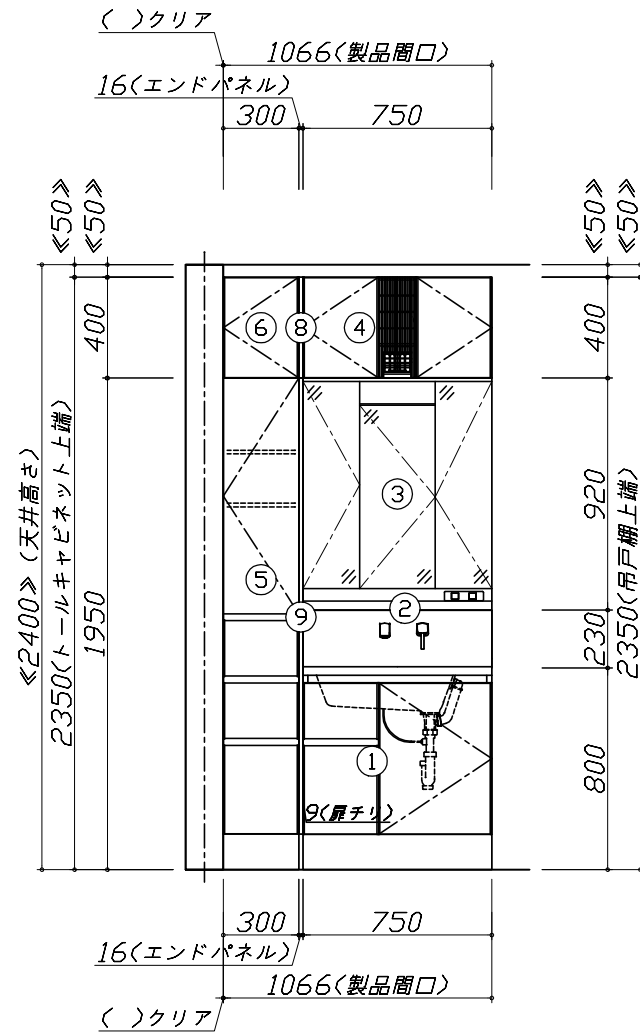 ( )クリア
1066(製品間口)
16(エンドパネル)
300
750
≪50≫
≪50≫
≪50≫
≪50≫
≪2400≫(天井高さ)
2350(トールキャビネット上端)
400
1950
⑥
⑧
④
③
⑤
⑨
②
①
9(扉チリ)
400
920
230
800
2350(吊戸棚上端)
300
750
16(エンドパネル)
1066(製品間口)
( )クリア